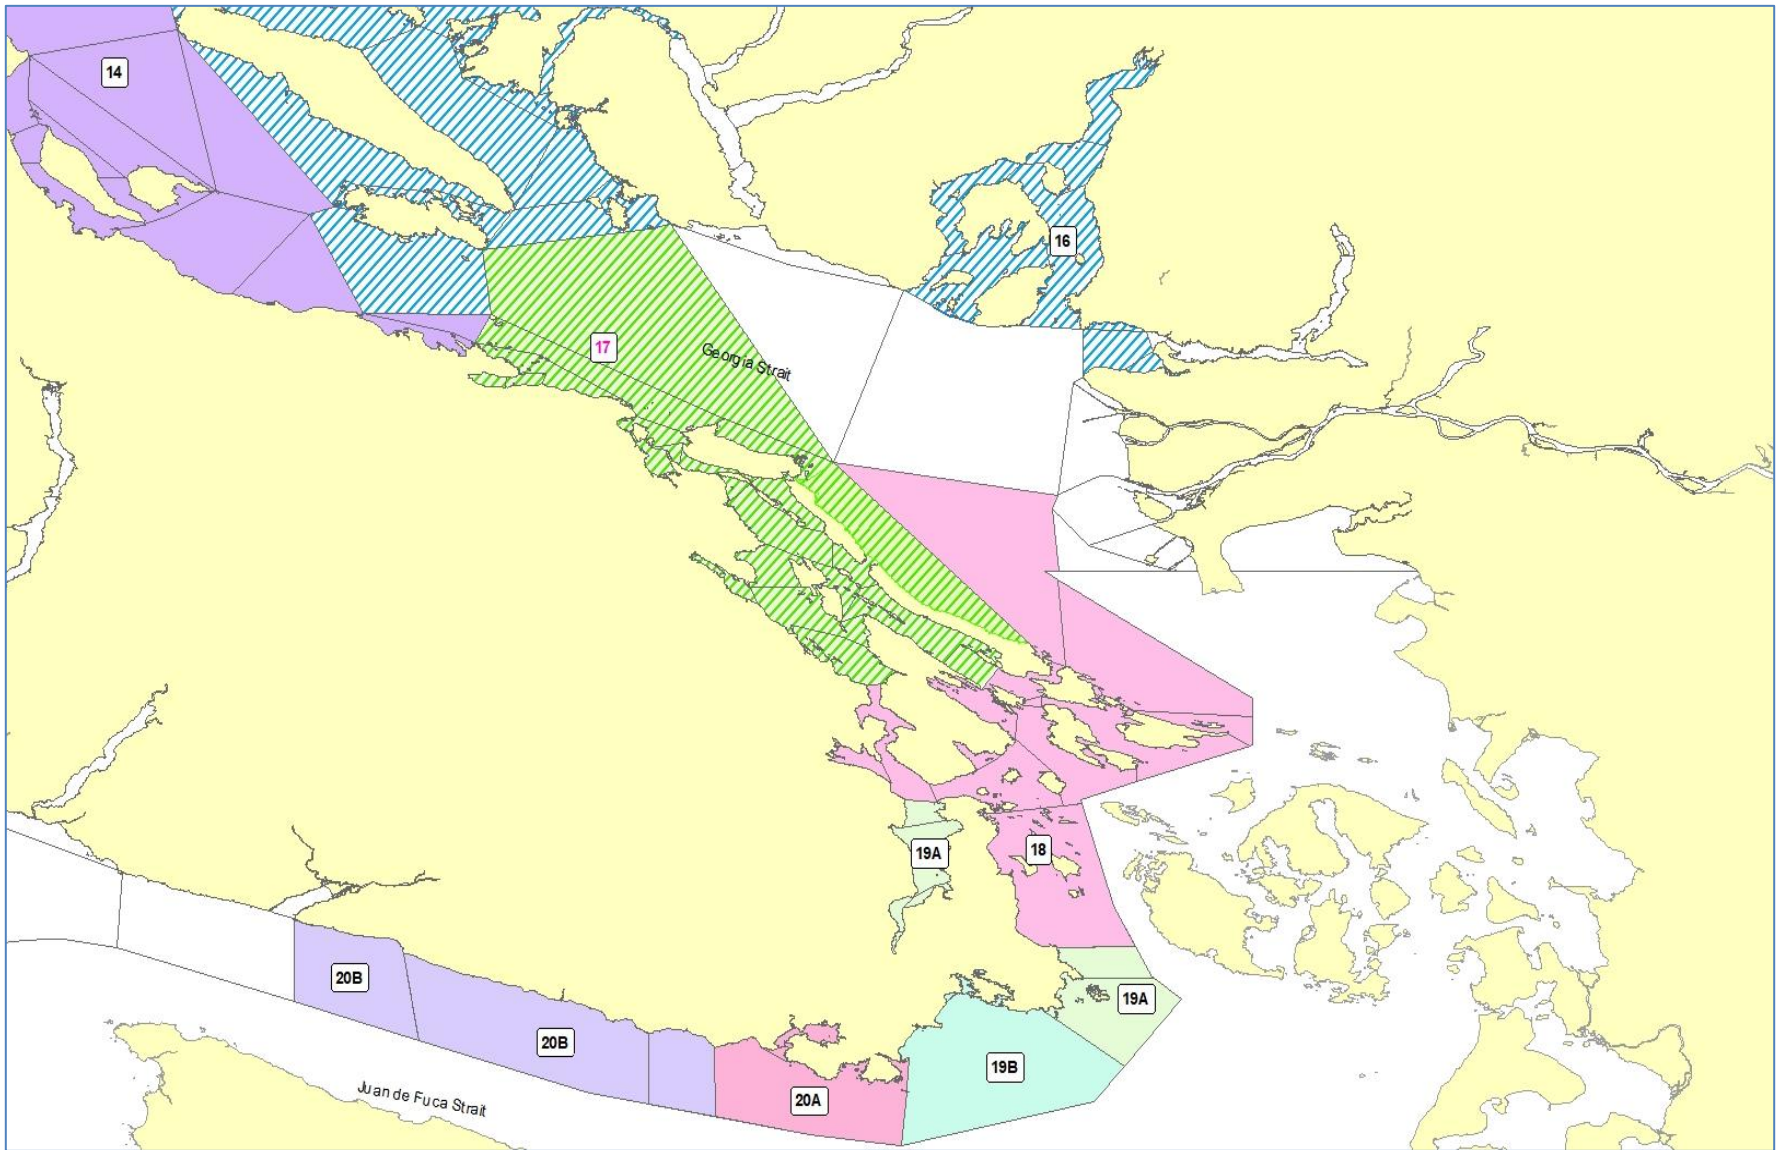 14
16
17
Georgia Strait
19A
18
20B
19A
20B
19B
20A
Juan de Fuca Strait